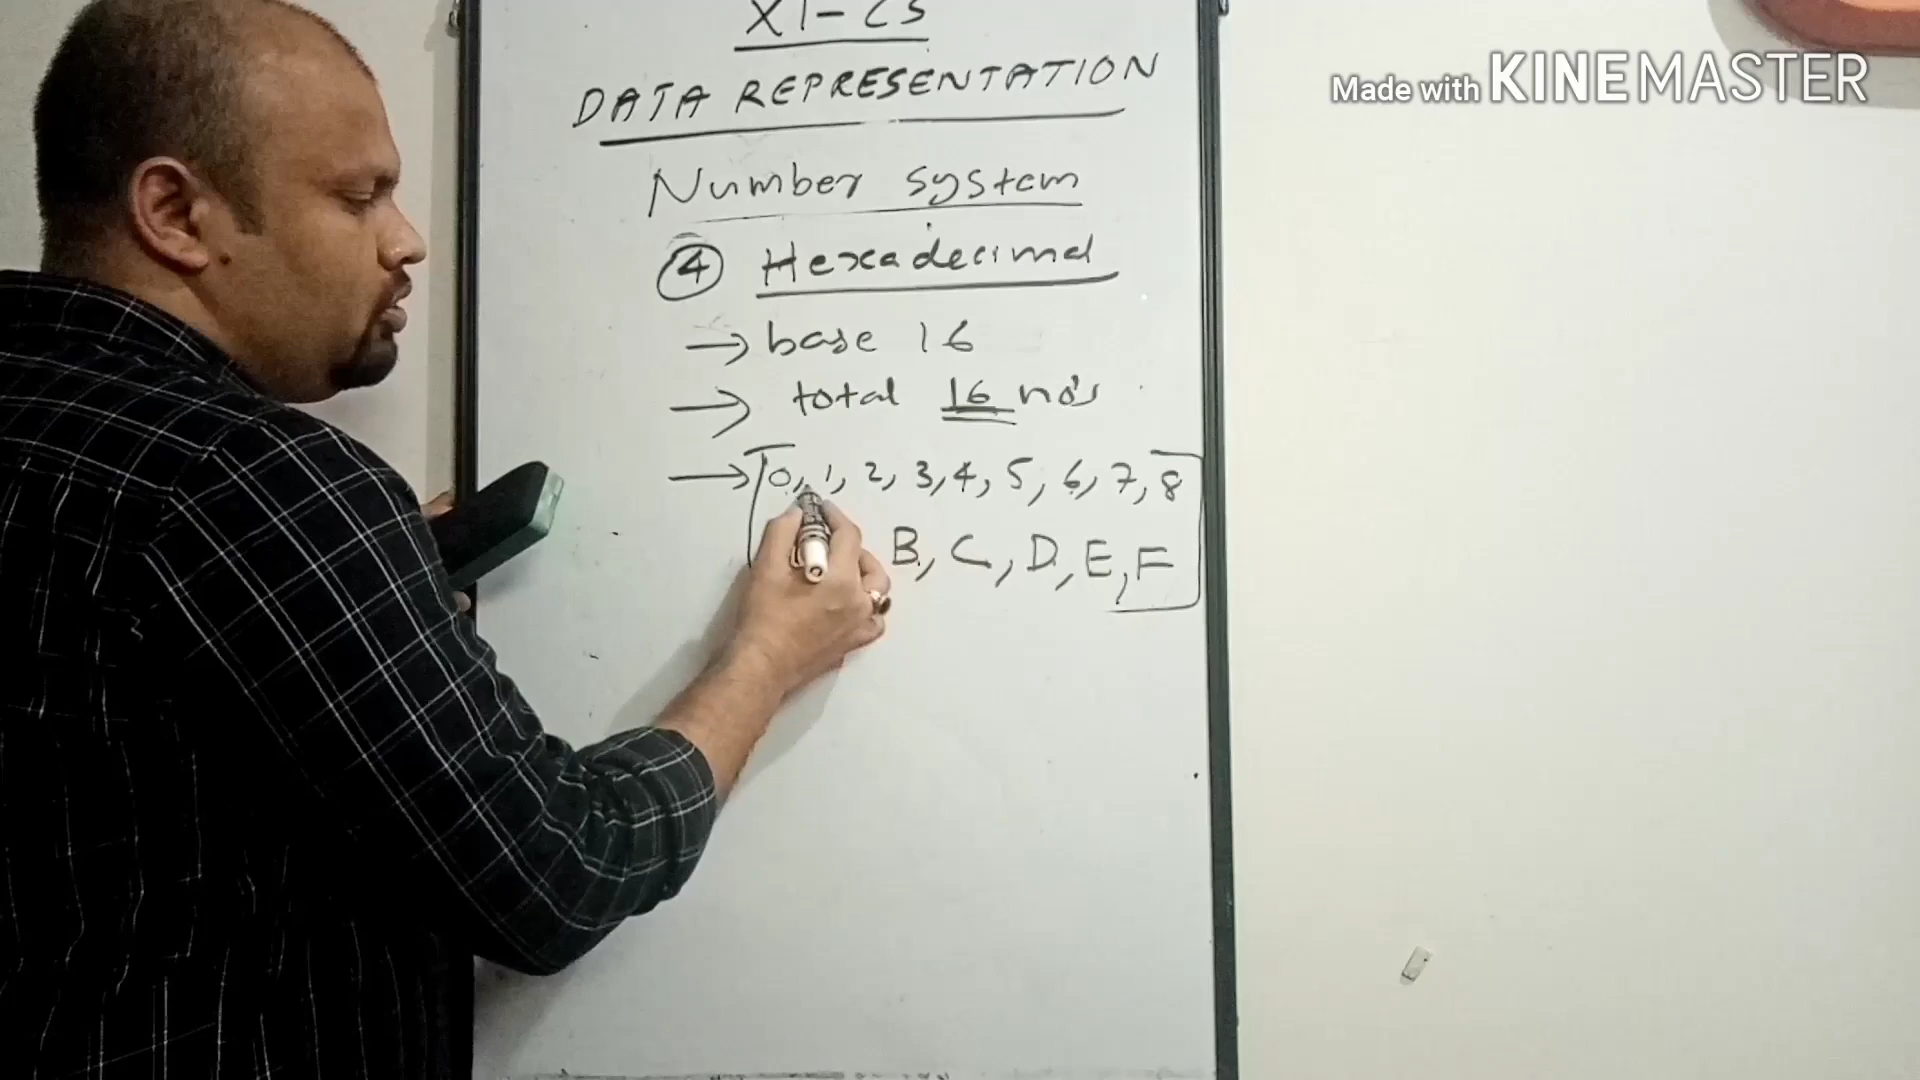 XI-CS
Made with KINEMASTER
DATA REPRESENTATION
Number system
④ Hexadecimal
→ base 16
→ total 16 no's
→ 0, 1, 2, 3, 4, 5, 6, 7, 8
B, C, D, E, F